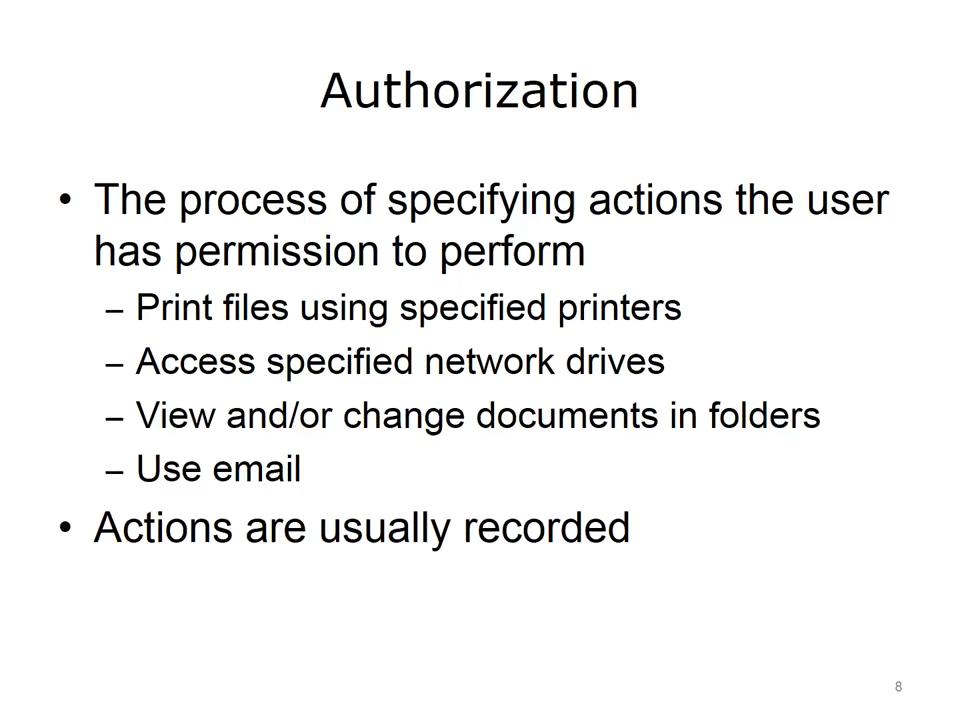 Authorization
• The process of specifying actions the user
has permission to perform
– Print files using specified printers
– Access specified network drives
– View and/or change documents in folders
– Use email
• Actions are usually recorded
8